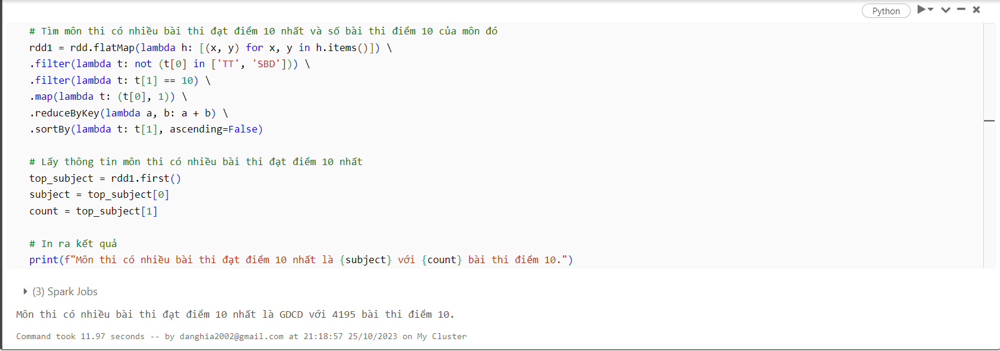 Python
# Tìm môn thi có nhiều bài thi đạt điểm 10 nhất và số bài thi điểm 10 của môn đó
rdd1 = rdd.flatMap(lambda h: [(x, y) for x, y in h.items()]) \
.filter(lambda t: not (t[0] in ['TT', 'SBD'])) \
.filter(lambda t: t[1] == 10) \
.map(lambda t: (t[0], 1)) \
.reduceByKey(lambda a, b: a + b) \
.sortBy(lambda t: t[1], ascending=False)
# Lấy thông tin môn thi có nhiều bài thi đạt điểm 10 nhất
top_subject = rdd1.first()
subject = top_subject[0]
count = top_subject[1]
# In ra kết quả
print(f"Môn thi có nhiều bài thi đạt điểm 10 nhất là {subject} với {count} bài thi điểm 10.")
(3) Spark Jobs
Môn thi có nhiều bài thi đạt điểm 10 nhất là GDCD với 4195 bài thi điểm 10.
Command took 11.97 seconds -- by danghia2002@gmail.com at 21:18:57 25/10/2023 on My Cluster